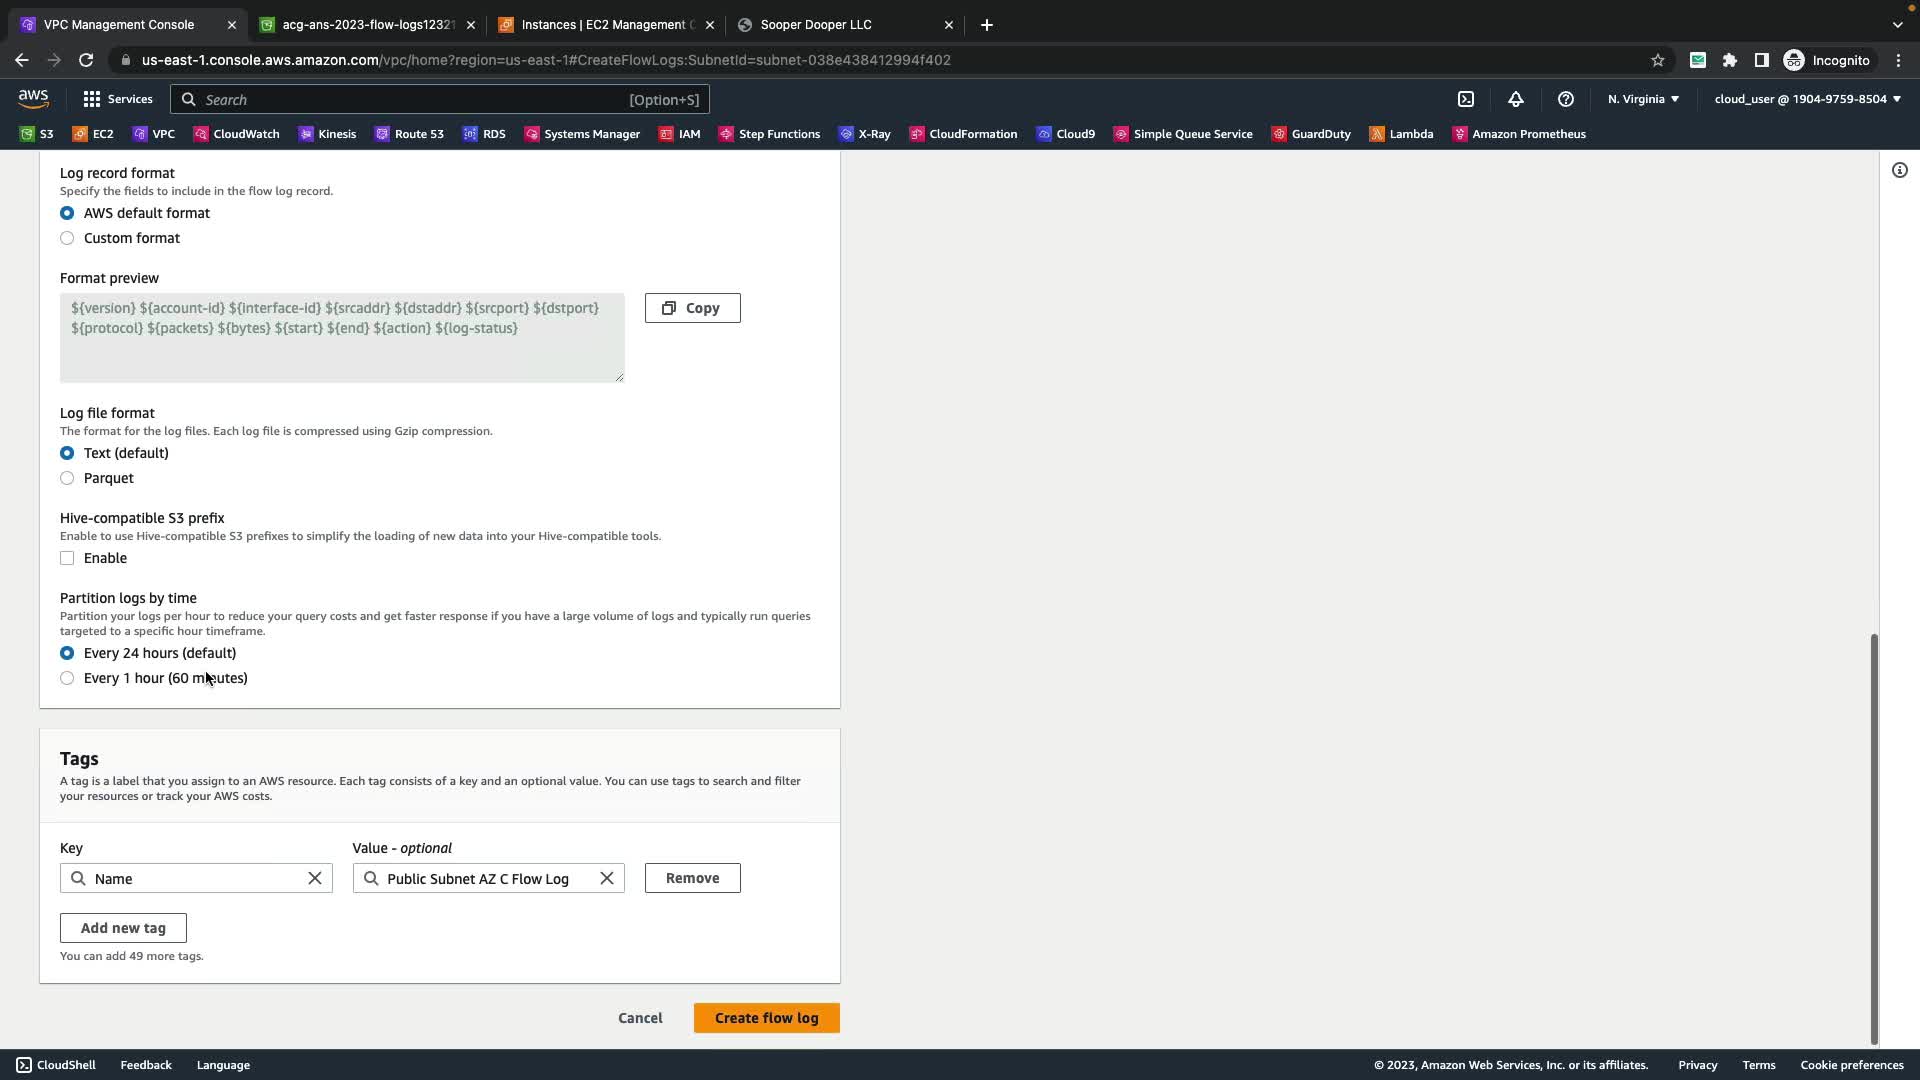 VPC Management Console
acg-ans-2023-flow-logs12321
Instances | EC2 Management C
Sooper Dooper LLC
us-east-1.console.aws.amazon.com/vpc/home?region=us-east-1#CreateFlowLogs:SubnetId=subnet-038e438412994f402
Incognito
aws
Services
Search
[Option+S]
N. Virginia
cloud_user @ 1904-9759-8504
S3
EC2
VPC
CloudWatch
Kinesis
Route 53
RDS
Systems Manager
IAM
Step Functions
X-Ray
CloudFormation
Cloud9
Simple Queue Service
GuardDuty
Lambda
Amazon Prometheus
Log record format
Specify the fields to include in the flow log record.
AWS default format
Custom format
Format preview
${version} ${account-id} ${interface-id} ${srcaddr} ${dstaddr} ${srcport} ${dstport}
${protocol} ${packets} ${bytes} ${start} ${end} ${action} ${log-status}
Copy
Log file format
The format for the log files. Each log file is compressed using Gzip compression.
Text (default)
Parquet
Hive-compatible S3 prefix
Enable to use Hive-compatible S3 prefixes to simplify the loading of new data into your Hive-compatible tools.
Enable
Partition logs by time
Partition your logs per hour to reduce your query costs and get faster response if you have a large volume of logs and typically run queries
targeted to a specific hour timeframe.
Every 24 hours (default)
Every 1 hour (60 minutes)
Tags
A tag is a label that you assign to an AWS resource. Each tag consists of a key and an optional value. You can use tags to search and filter
your resources or track your AWS costs.
Key
Value - optional
Name
Public Subnet AZ C Flow Log
Remove
Add new tag
You can add 49 more tags.
Cancel
Create flow log
CloudShell
Feedback
Language
© 2023, Amazon Web Services, Inc. or its affiliates.
Privacy
Terms
Cookie preferences